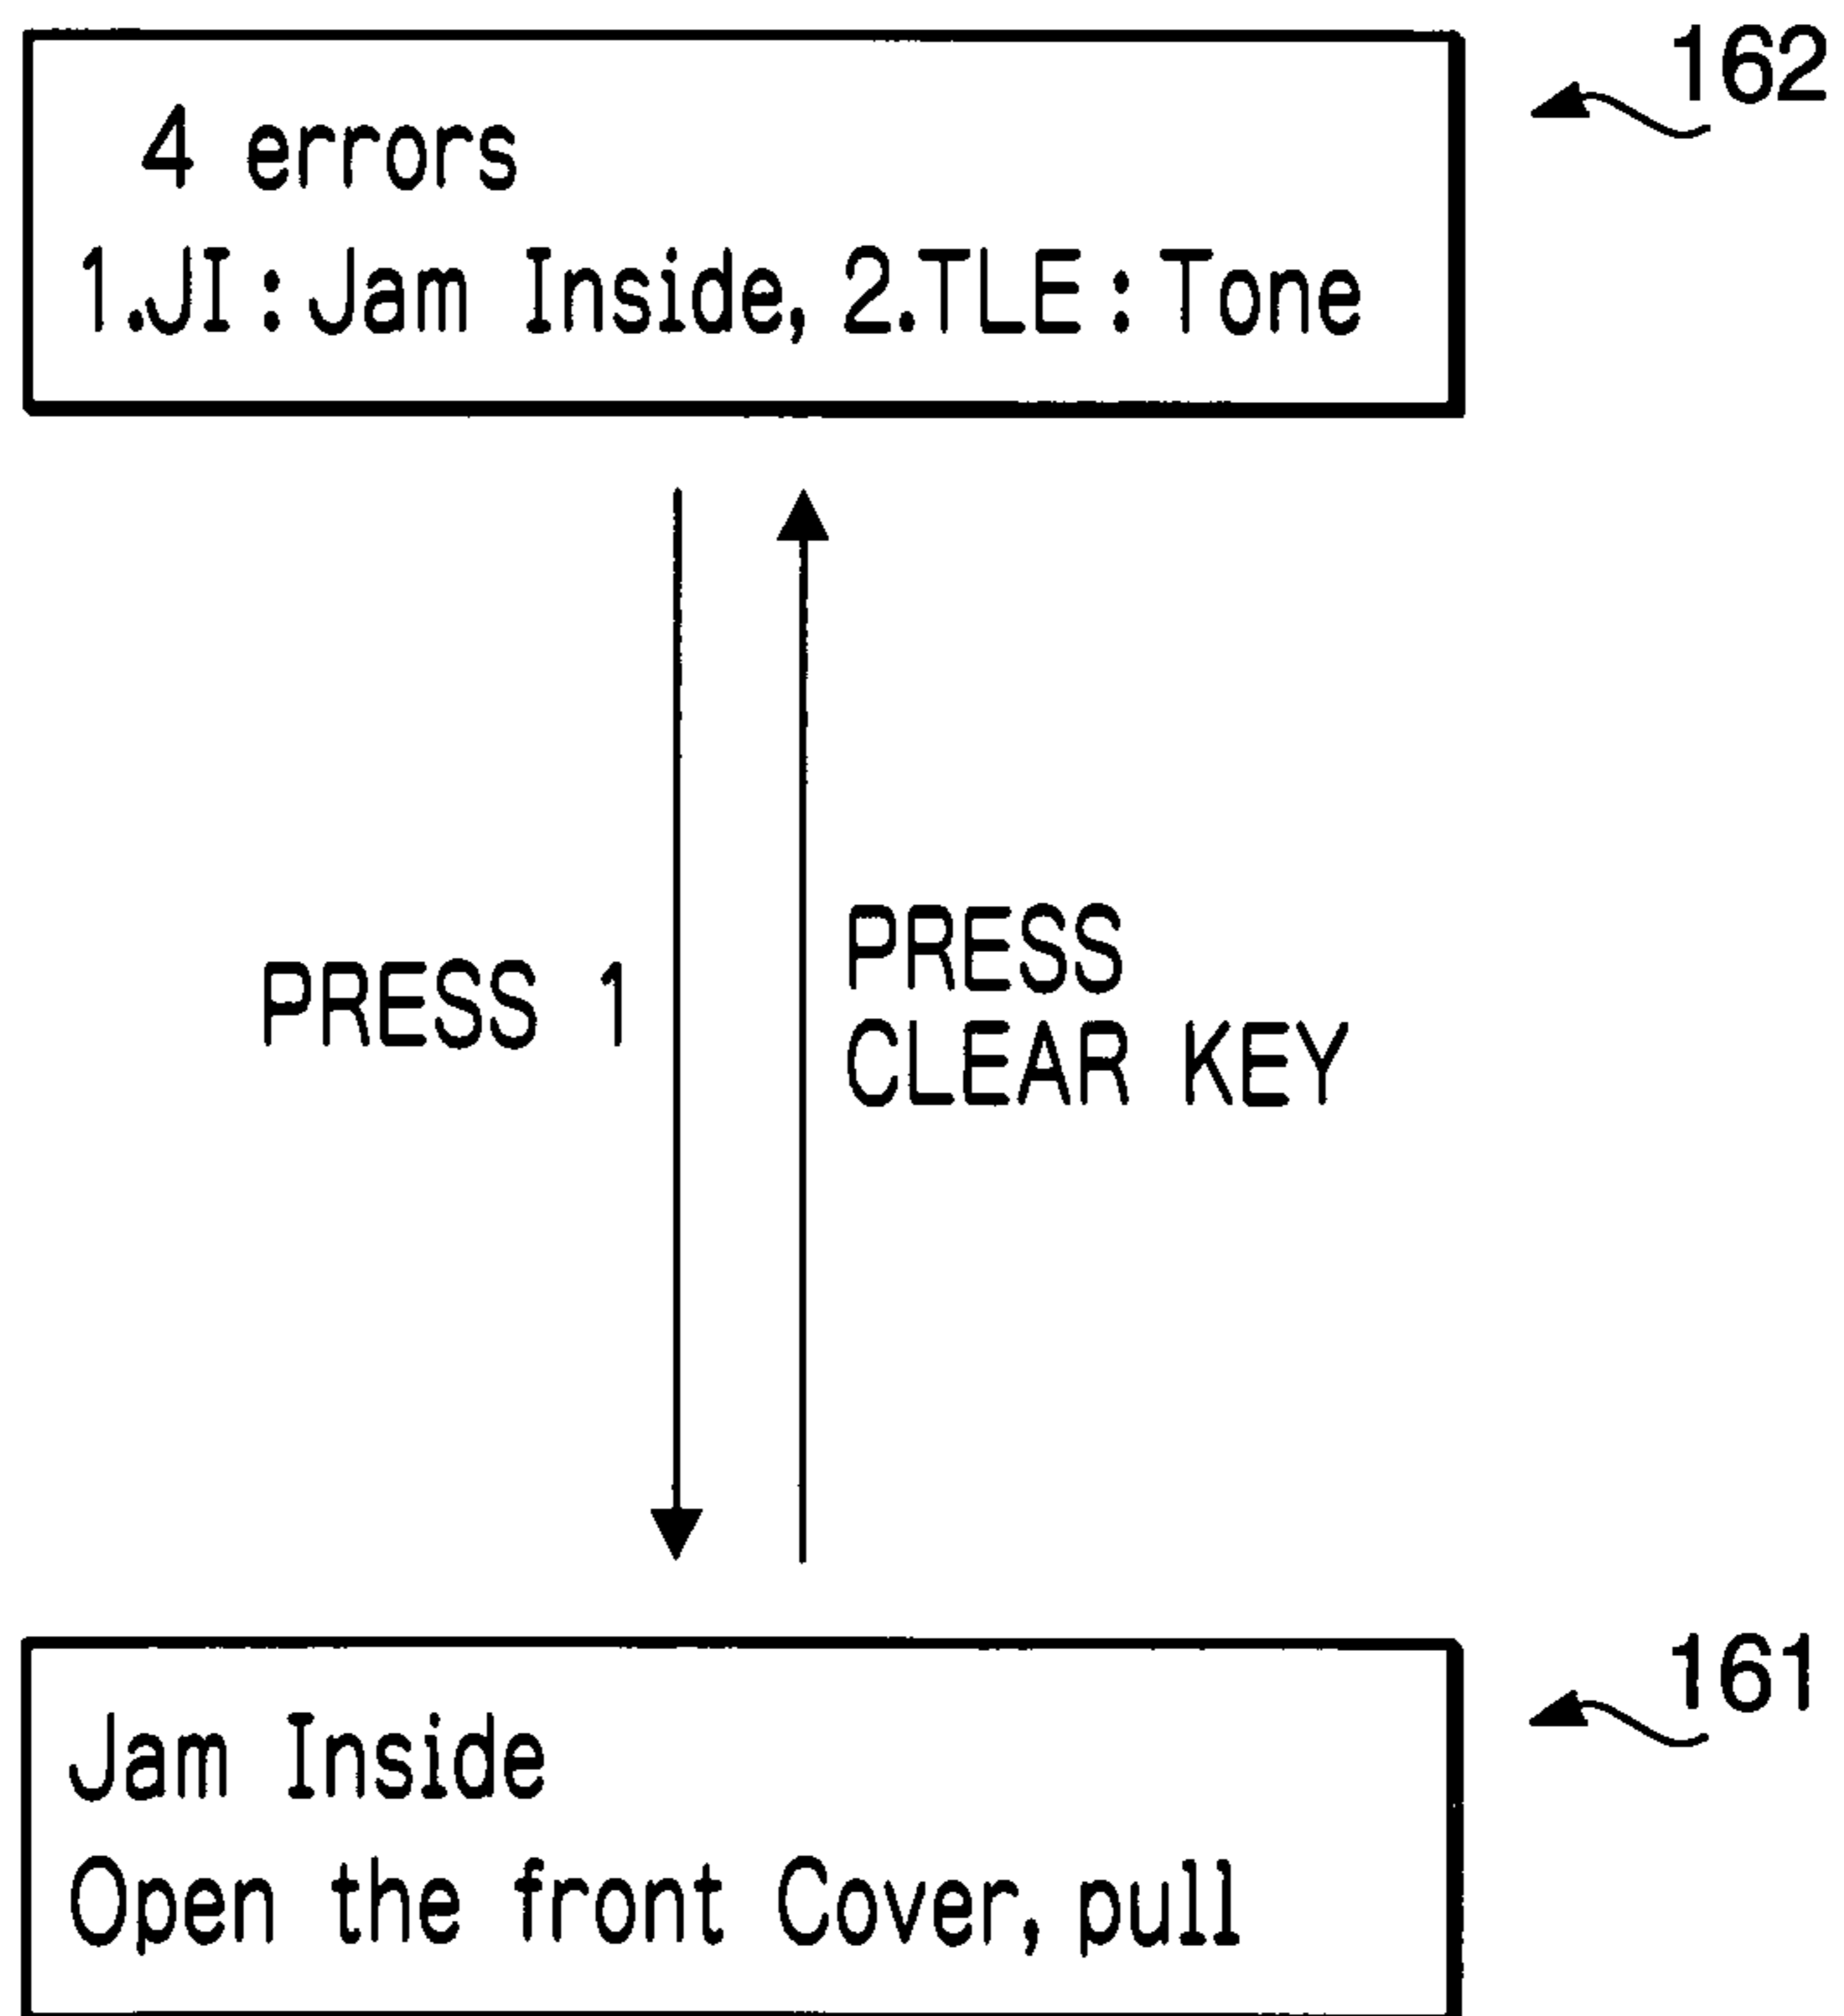 162
4 errors
1.JI:Jam Inside, 2.TLE:Tone
PRESS 1
PRESS
CLEAR KEY
161
Jam Inside
Open the front Cover, pull